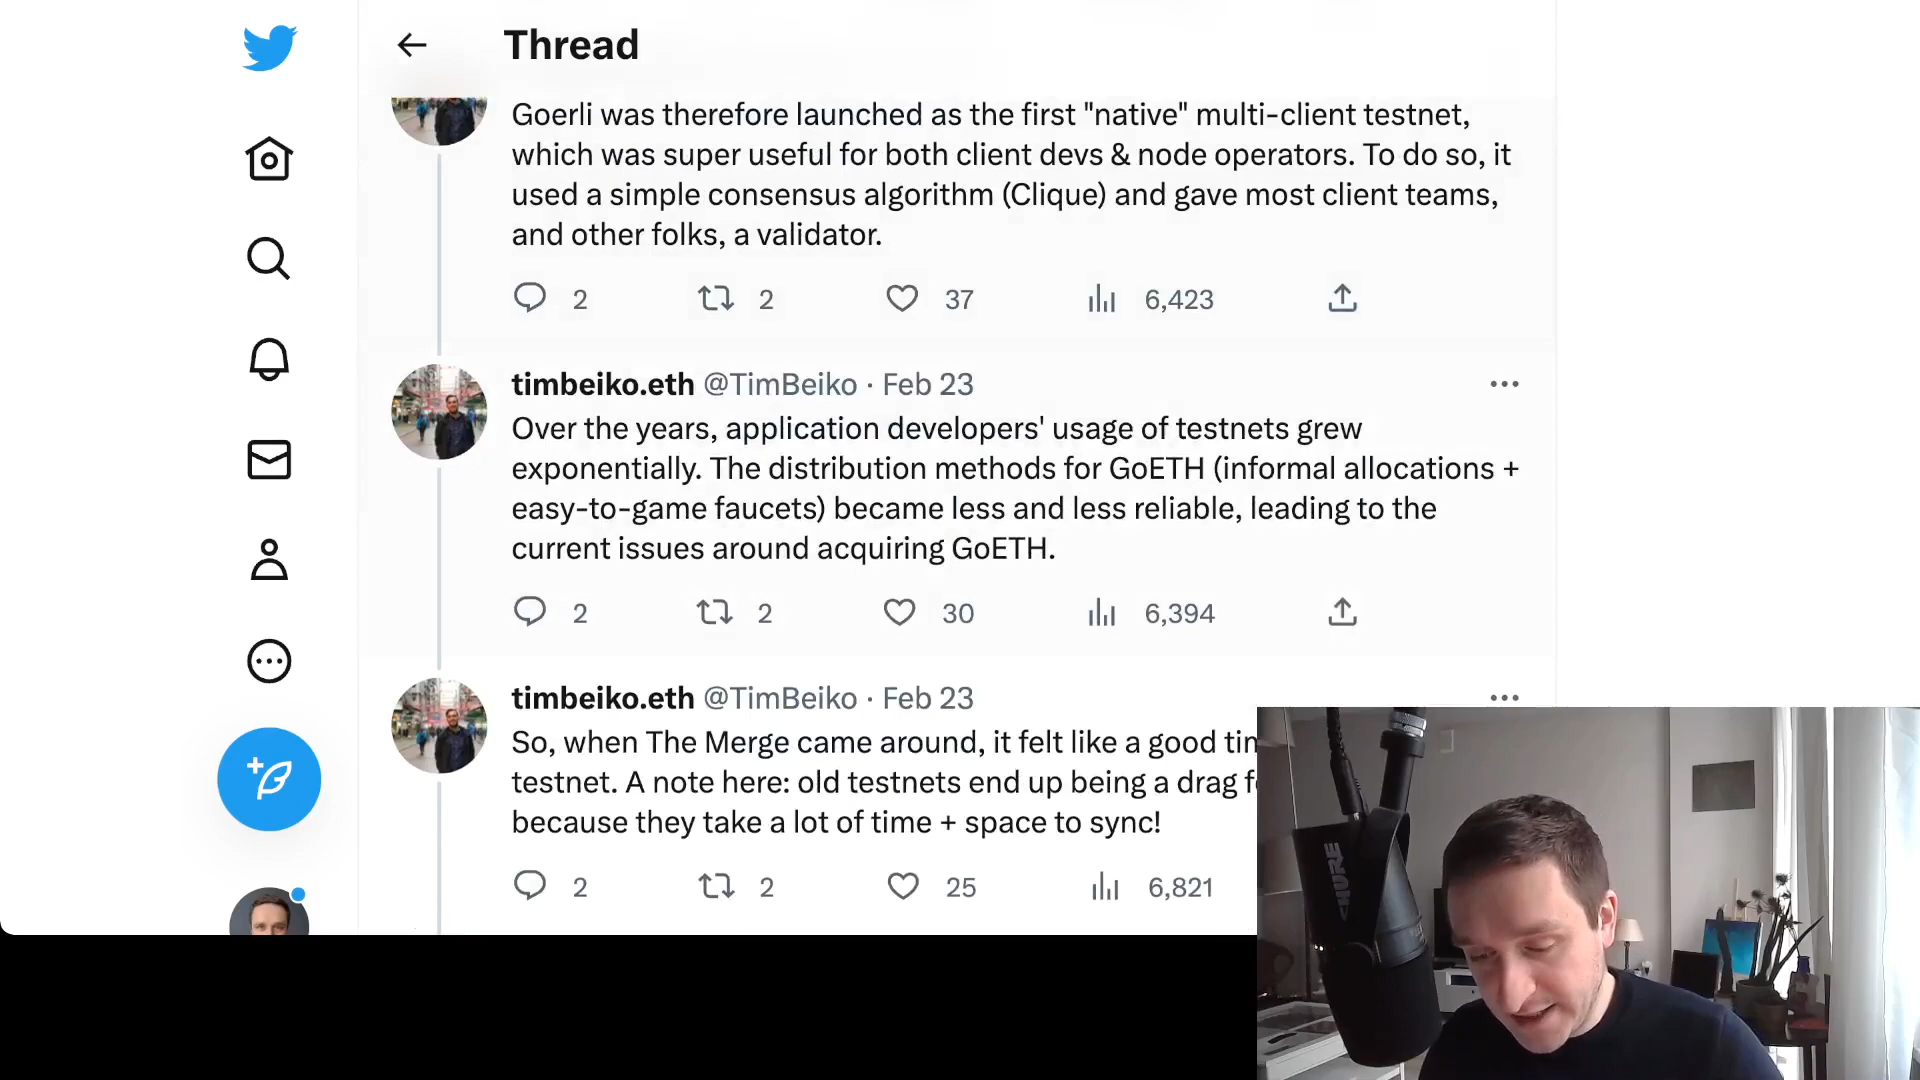 Thread
Goerli was therefore launched as the first "native" multi-client testnet,
which was super useful for both client devs & node operators. To do so, it
used a simple consensus algorithm (Clique) and gave most client teams,
and other folks, a validator.
2 2 37 6,423
timbeiko.eth @TimBeiko · Feb 23
Over the years, application developers' usage of testnets grew
exponentially. The distribution methods for GoETH (informal allocations +
easy-to-game faucets) became less and less reliable, leading to the
current issues around acquiring GoETH.
2 2 30 6,394
timbeiko.eth @TimBeiko · Feb 23
So, when The Merge came around, it felt like a good
testnet. A note here: old testnets end up being a drag
because they take a lot of time + space to sync!
2 2 25 6,821
SHURE